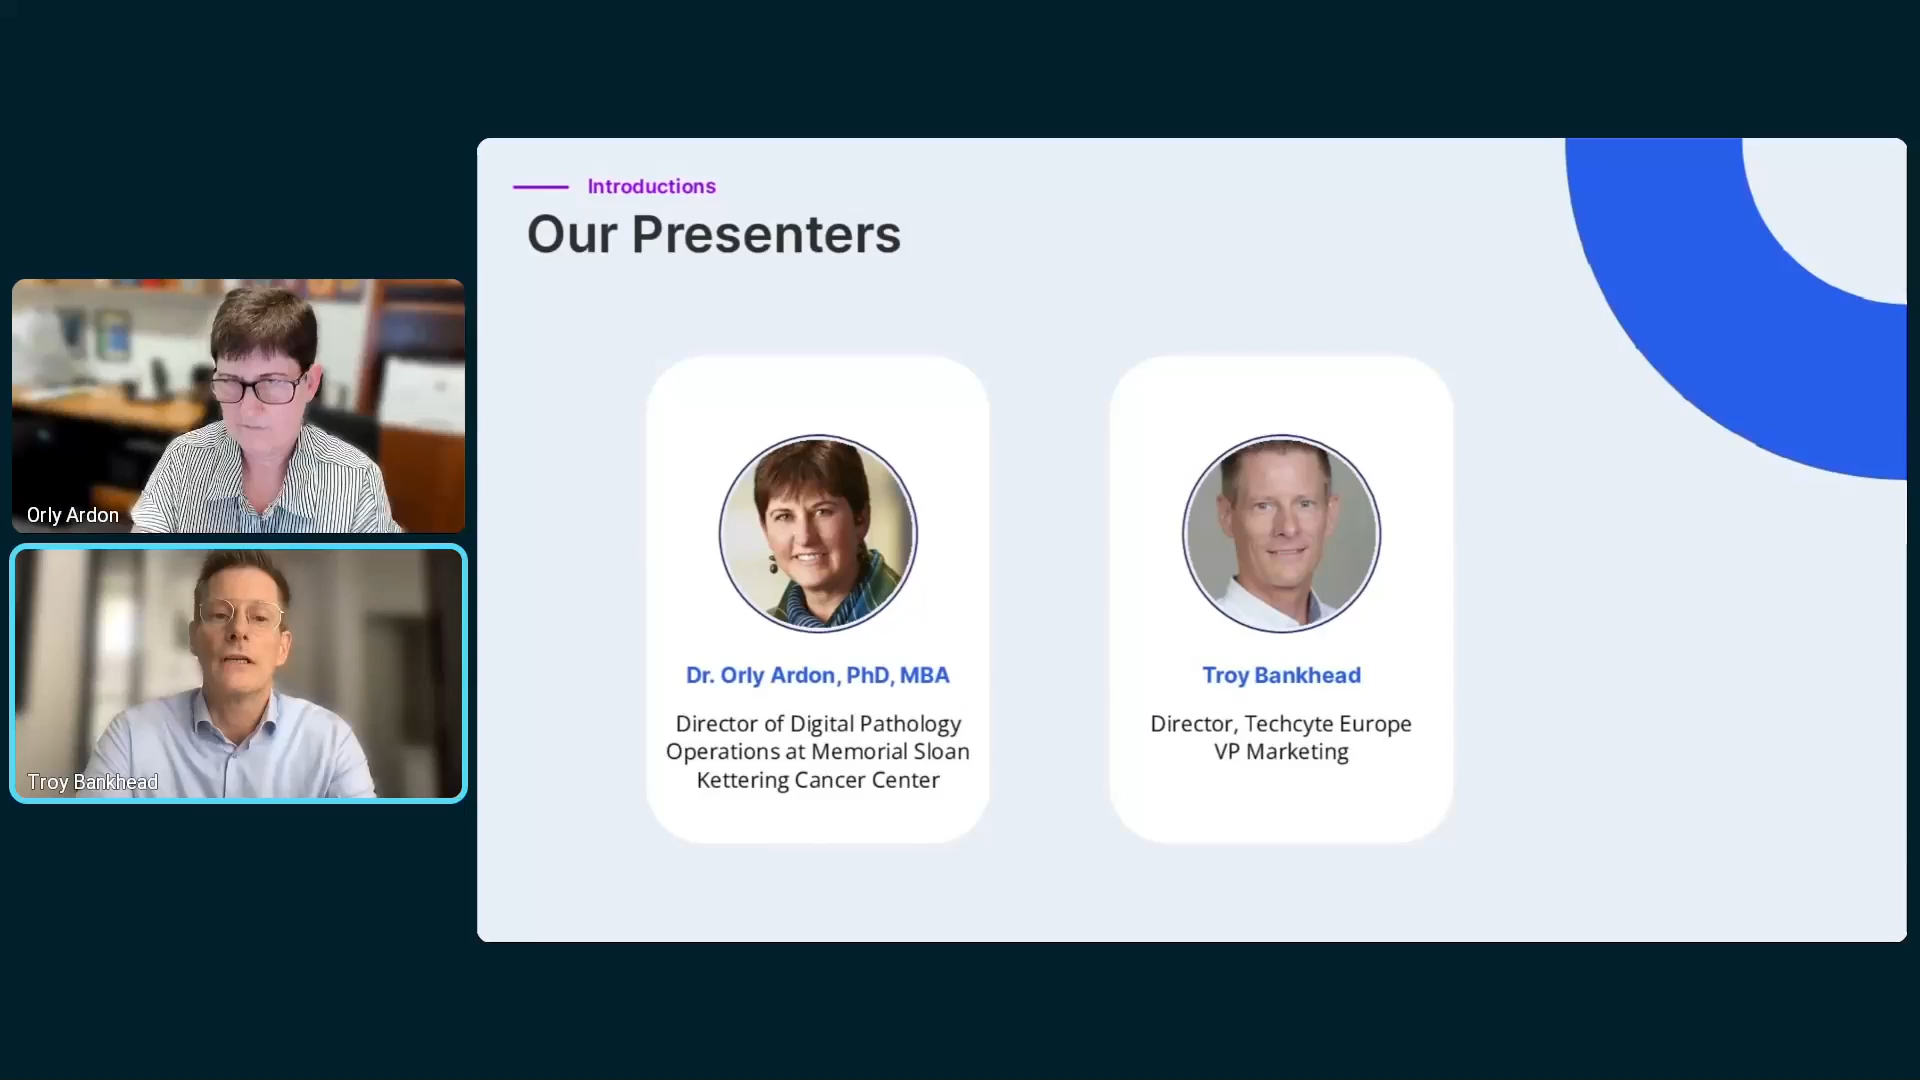 Introductions
Our Presenters
Orly Ardon
Troy Bankhead
Dr. Orly Ardon, PhD, MBA
Director of Digital Pathology
Operations at Memorial Sloan
Kettering Cancer Center
Troy Bankhead
Director, Techcyte Europe
VP Marketing